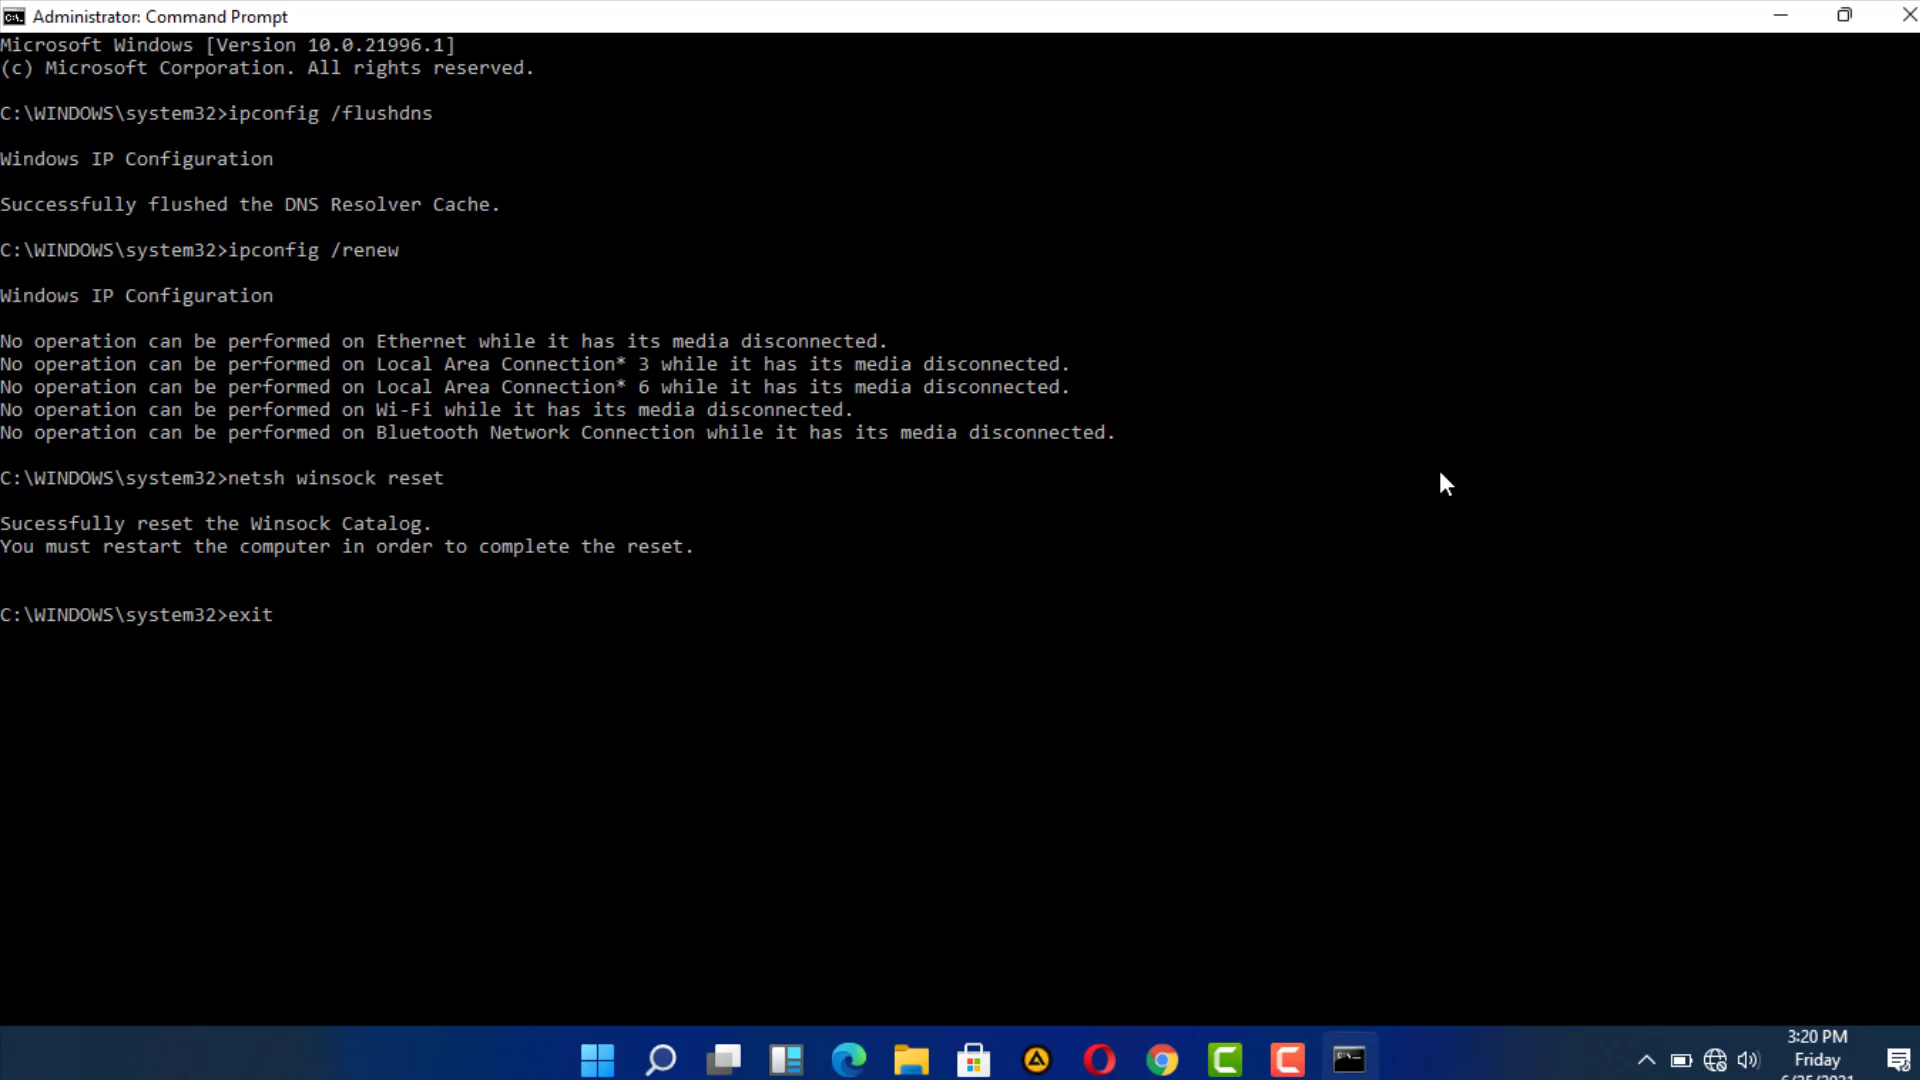 Administrator: Command Prompt
Microsoft Windows [Version 10.0.21996.1]
(c) Microsoft Corporation. All rights reserved.
C:\WINDOWS\system32>ipconfig /flushdns
Windows IP Configuration
Successfully flushed the DNS Resolver Cache.
C:\WINDOWS\system32>ipconfig /renew
Windows IP Configuration
No operation can be performed on Ethernet while it has its media disconnected.
No operation can be performed on Local Area Connection* 3 while it has its media disconnected.
No operation can be performed on Local Area Connection* 6 while it has its media disconnected.
No operation can be performed on Wi-Fi while it has its media disconnected.
No operation can be performed on Bluetooth Network Connection while it has its media disconnected.
C:\WINDOWS\system32>netsh winsock reset
Sucessfully reset the Winsock Catalog.
You must restart the computer in order to complete the reset.
C:\WINDOWS\system32>exit
3:20 PM
Friday
6/25/2021